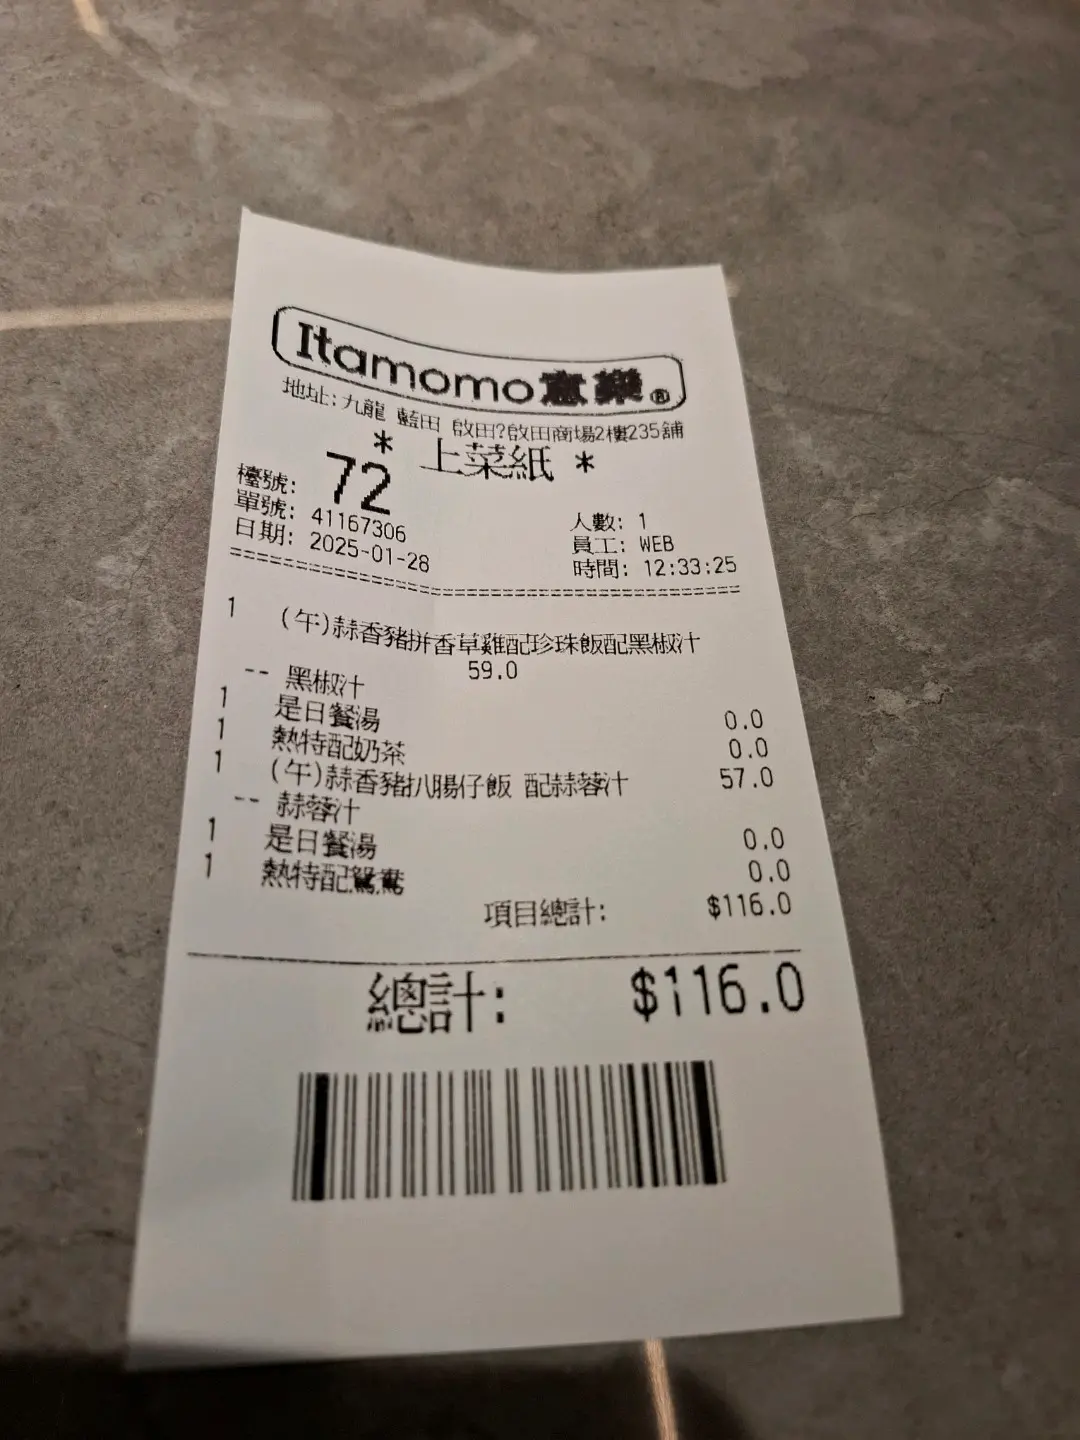 Itamomo意樂®
地址:九龍 藍田 啟田?啟田商場2樓235舖
* 上菜紙 *
檯號: 72
單號: 41167306 人數: 1
日期: 2025-01-28 員工: WEB
時間: 12:33:25
==================================================
1 (午)蒜香豬拼香草雞配珍珠飯配黑椒汁
59.0
-- 黑椒汁
1 是日餐湯 0.0
1 熱特配奶茶 0.0
1 (午)蒜香豬扒腸仔飯 配蒜蓉汁 57.0
-- 蒜蓉汁
1 是日餐湯 0.0
1 熱特配鴛鴦 0.0
項目總計: $116.0
總計: $116.0